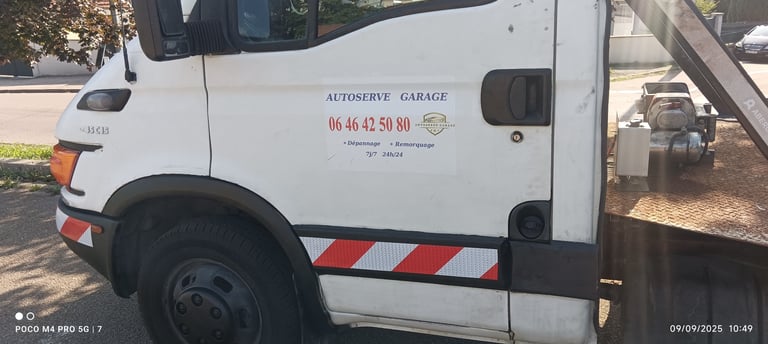 AUTOSERVE GARAGE
06 46 42 50 80
• Dépannage • Remorquage
7j/7 24h/24
POCO M4 PRO 5G | 7
09/09/2025 10:49